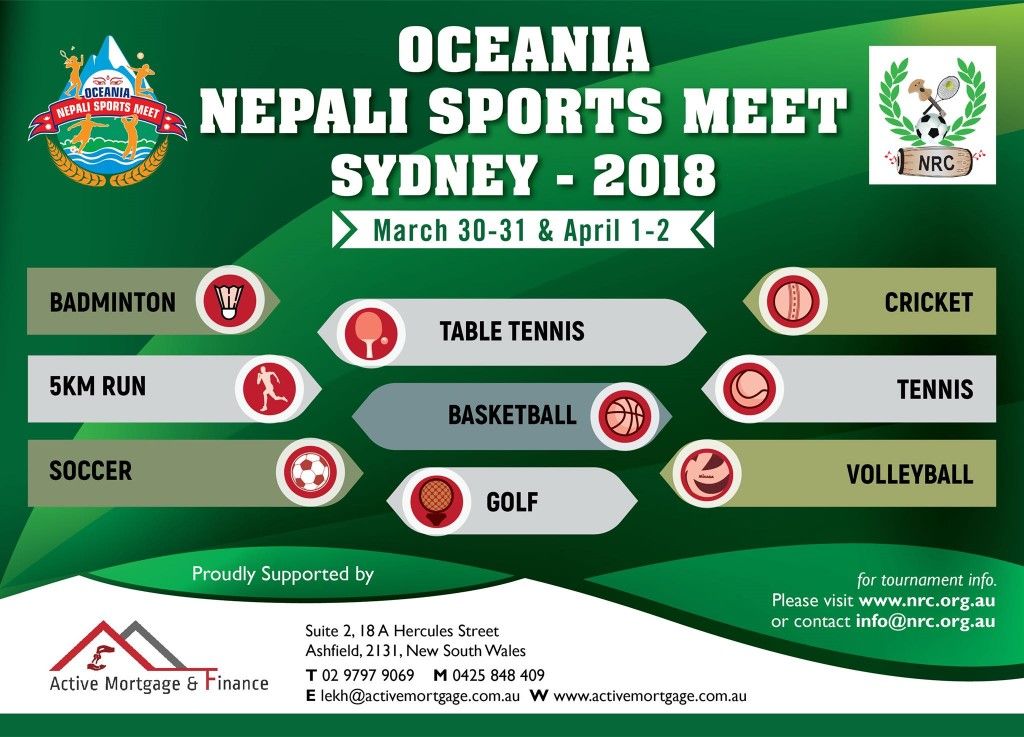 OCEANIA
NEPALI SPORTS MEET
SYDNEY - 2018
March 30-31 & April 1-2
OCEANIA
NEPALI SPORTS MEET
NRC
BADMINTON
TABLE TENNIS
CRICKET
5KM RUN
BASKETBALL
TENNIS
SOCCER
GOLF
VOLLEYBALL
Proudly Supported by
for tournament info.
Please visit www.nrc.org.au
or contact info@nrc.org.au
Active Mortgage & Finance
Suite 2, 18 A Hercules Street
Ashfield, 2131, New South Wales
T 02 9797 9069 M 0425 848 409
E lekh@activemortgage.com.au W www.activemortgage.com.au